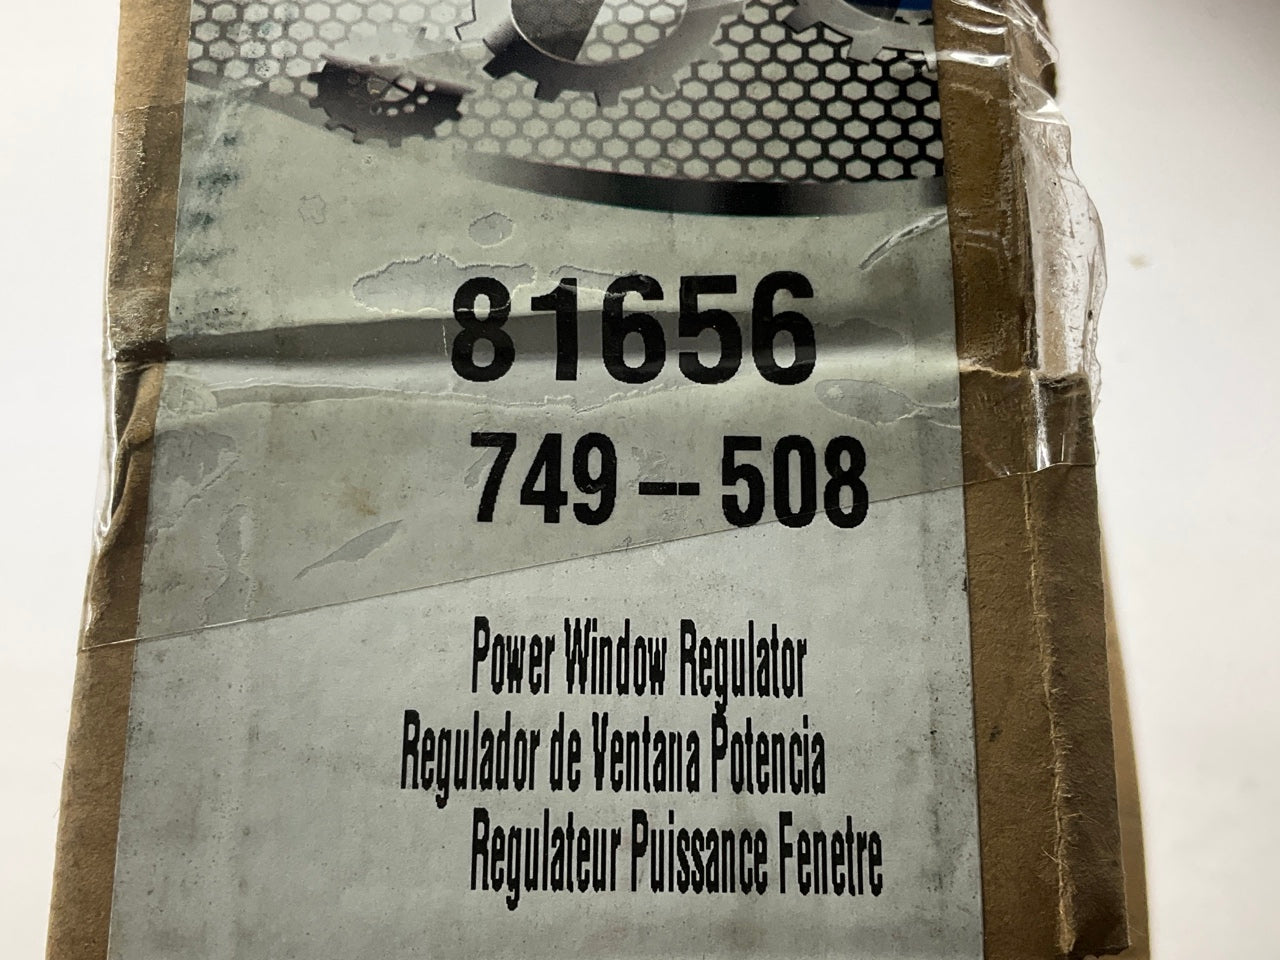 81656
749-508
Power Window Regulator
Regulador de Ventana Potencia
Regulateur Puissance Fenetre